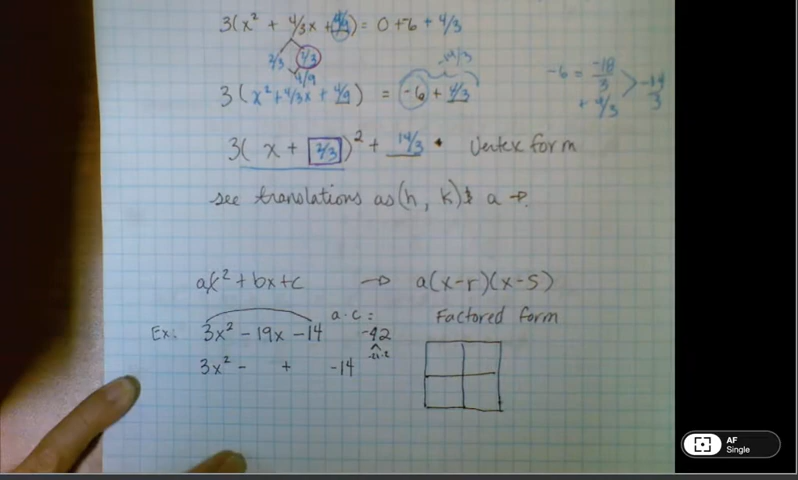 3(x² + 4/3x + 4/9) = 0 + 6 + 4/3
2/3 2/3
4/9
-14/3
3(x² + 4/3x + 4/9) = -6 + 4/3
-6 = -18/3
+ 4/3
-14/3
3(x + 2/3)² + 14/3 • Vertex form
see translations as (h, k) & a →
ax² + bx + c → a(x-r)(x-s)
a·c = Factored form
Ex: 3x² - 19x - 14 -42
3x² - + -14
AF
Single